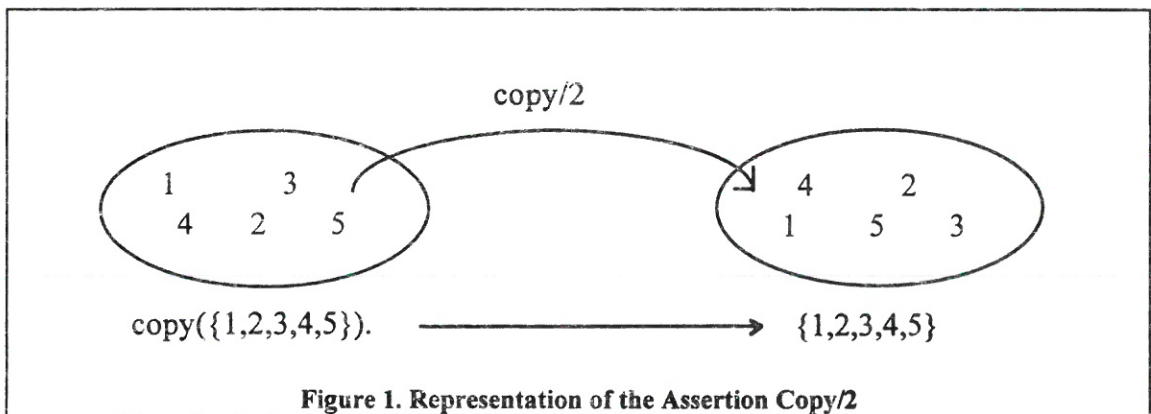 copy/2
1 3
4 2 5
4 2
1 5 3
copy({1,2,3,4,5}). {1,2,3,4,5}
Figure 1. Representation of the Assertion Copy/2